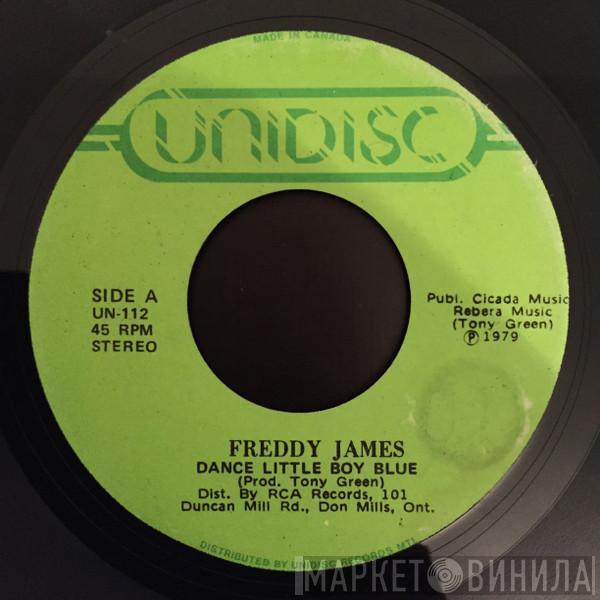 MADE IN CANADA
UNIDISC
SIDE A
UN-112
45 RPM
STEREO
Publ. Cicada Music
Rebera Music
(Tony Green)
Ⓟ 1979
FREDDY JAMES
DANCE LITTLE BOY BLUE
(Prod. Tony Green)
Dist. By RCA Records, 101
Duncan Mill Rd., Don Mills, Ont.
DISTRIBUTED BY UNIDISC RECORDS MTL
МАРКЕТ ВИНИЛА